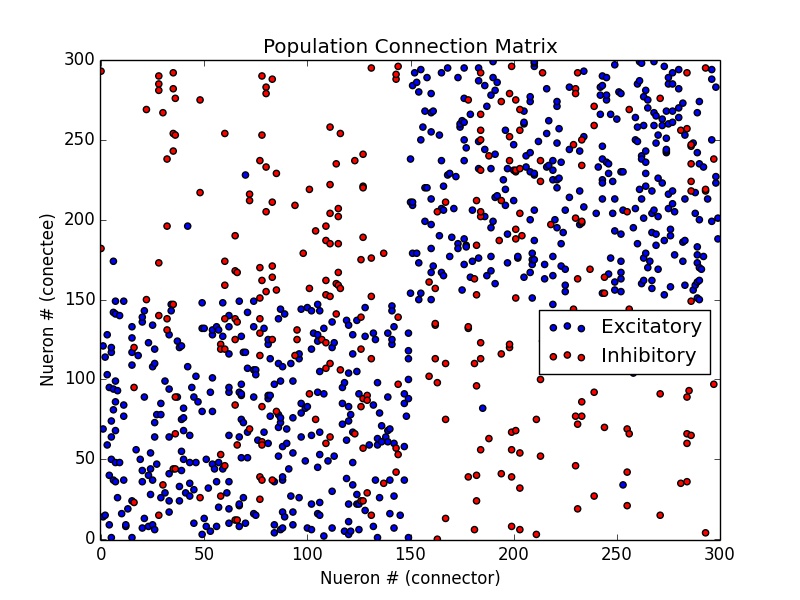 Population Connection Matrix
300
250
200
150
100
50
0
Nueron # (conectee)
Excitatory
Inhibitory
0 50 100 150 200 250 300
Nueron # (connector)